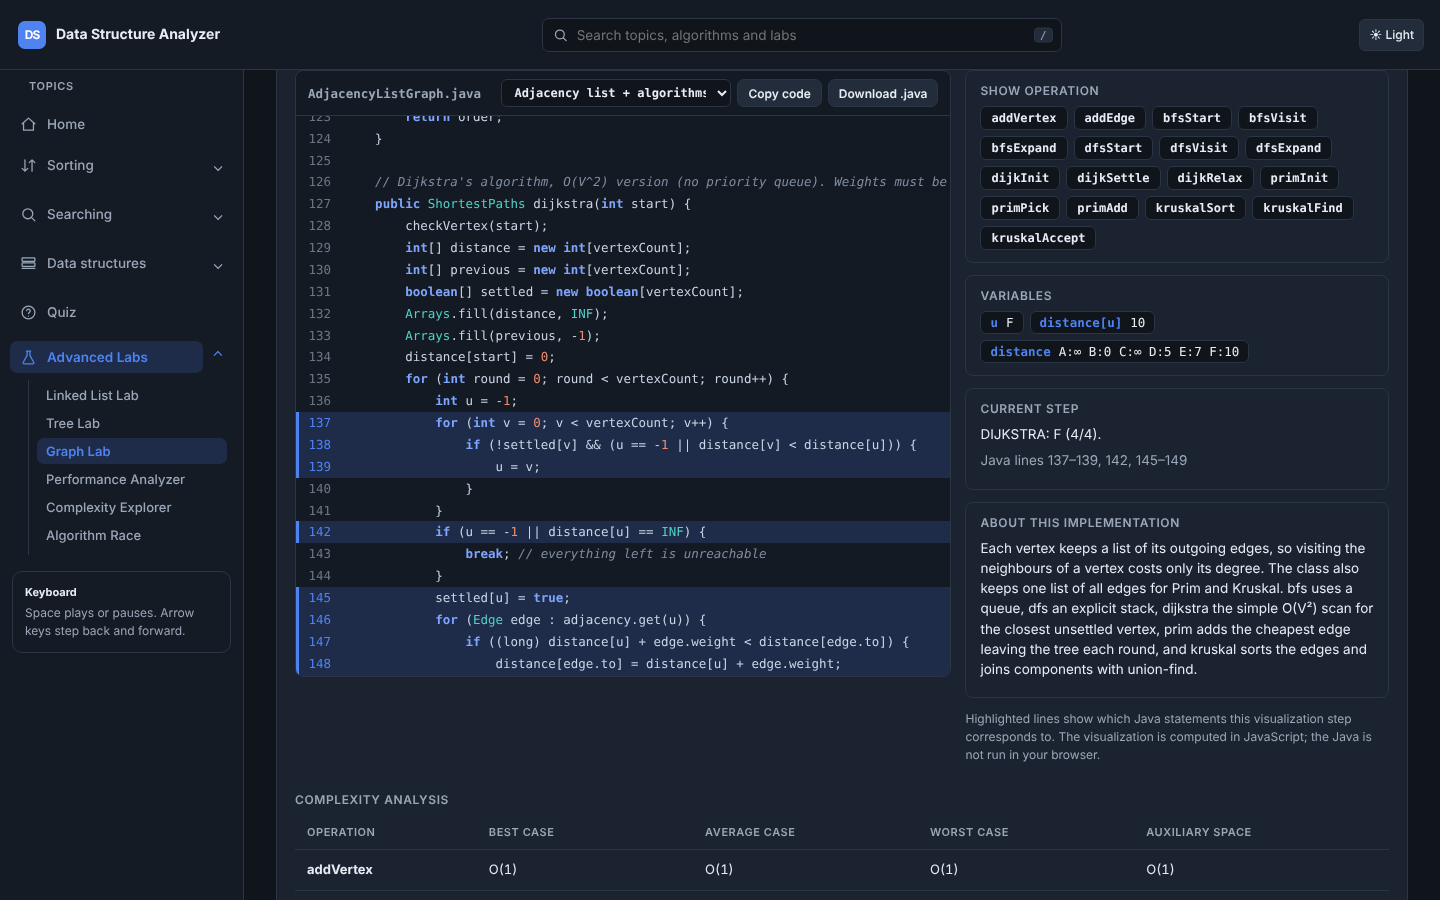 DS Data Structure Analyzer
Search topics, algorithms and labs /
☀ Light
TOPICS
Home
Sorting
Searching
Data structures
Quiz
Advanced Labs
Linked List Lab
Tree Lab
Graph Lab
Performance Analyzer
Complexity Explorer
Algorithm Race
Keyboard
Space plays or pauses. Arrow
keys step back and forward.
AdjacencyListGraph.java Adjacency list + algorithms Copy code Download .java
123 return order;
124 }
125
126 // Dijkstra's algorithm, O(V^2) version (no priority queue). Weights must be
127 public ShortestPaths dijkstra(int start) {
128 checkVertex(start);
129 int[] distance = new int[vertexCount];
130 int[] previous = new int[vertexCount];
131 boolean[] settled = new boolean[vertexCount];
132 Arrays.fill(distance, INF);
133 Arrays.fill(previous, -1);
134 distance[start] = 0;
135 for (int round = 0; round < vertexCount; round++) {
136 int u = -1;
137 for (int v = 0; v < vertexCount; v++) {
138 if (!settled[v] && (u == -1 || distance[v] < distance[u])) {
139 u = v;
140 }
141 }
142 if (u == -1 || distance[u] == INF) {
143 break; // everything left is unreachable
144 }
145 settled[u] = true;
146 for (Edge edge : adjacency.get(u)) {
147 if ((long) distance[u] + edge.weight < distance[edge.to]) {
148 distance[edge.to] = distance[u] + edge.weight;
SHOW OPERATION
addVertex addEdge bfsStart bfsVisit
bfsExpand dfsStart dfsVisit dfsExpand
dijkInit dijkSettle dijkRelax primInit
primPick primAdd kruskalSort kruskalFind
kruskalAccept
VARIABLES
u F distance[u] 10
distance A:∞ B:0 C:∞ D:5 E:7 F:10
CURRENT STEP
DIJKSTRA: F (4/4).
Java lines 137–139, 142, 145–149
ABOUT THIS IMPLEMENTATION
Each vertex keeps a list of its outgoing edges, so visiting the
neighbours of a vertex costs only its degree. The class also
keeps one list of all edges for Prim and Kruskal. bfs uses a
queue, dfs an explicit stack, dijkstra the simple O(V²) scan for
the closest unsettled vertex, prim adds the cheapest edge
leaving the tree each round, and kruskal sorts the edges and
joins components with union-find.
Highlighted lines show which Java statements this visualization step
corresponds to. The visualization is computed in JavaScript; the Java is
not run in your browser.
COMPLEXITY ANALYSIS
OPERATION BEST CASE AVERAGE CASE WORST CASE AUXILIARY SPACE
addVertex O(1) O(1) O(1) O(1)